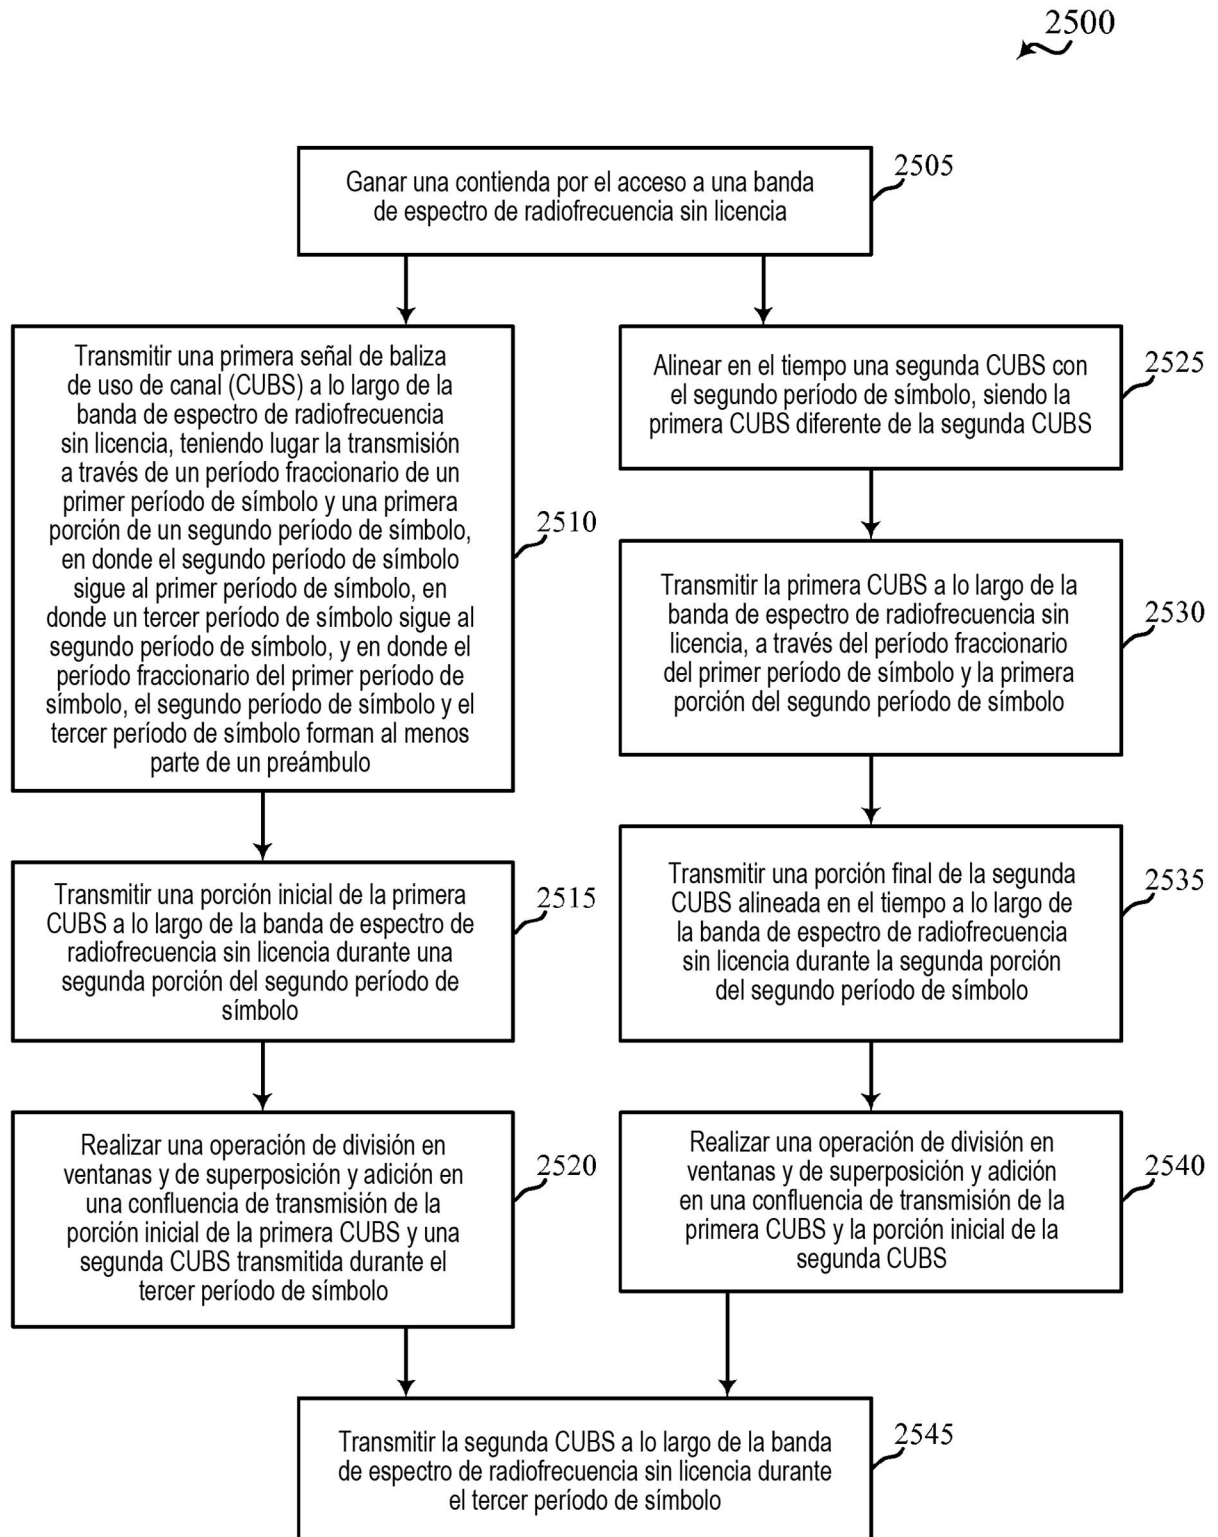 2500
Ganar una contienda por el acceso a una banda
de espectro de radiofrecuencia sin licencia
2505
Transmitir una primera señal de baliza
de uso de canal (CUBS) a lo largo de la
banda de espectro de radiofrecuencia
sin licencia, teniendo lugar la transmisión
a través de un período fraccionario de un
primer período de símbolo y una primera
porción de un segundo período de símbolo,
en donde el segundo período de símbolo
sigue al primer período de símbolo, en
donde un tercer período de símbolo sigue al
segundo período de símbolo, y en donde el
período fraccionario del primer período de
símbolo, el segundo período de símbolo y el
tercer período de símbolo forman al menos
parte de un preámbulo
2510
Transmitir una porción inicial de la primera
CUBS a lo largo de la banda de espectro de
radiofrecuencia sin licencia durante una
segunda porción del segundo período de
símbolo
2515
Realizar una operación de división en
ventanas y de superposición y adición en
una confluencia de transmisión de la
porción inicial de la primera CUBS y una
segunda CUBS transmitida durante el
tercer período de símbolo
2520
Alinear en el tiempo una segunda CUBS con
el segundo período de símbolo, siendo la
primera CUBS diferente de la segunda CUBS
2525
Transmitir la primera CUBS a lo largo de la
banda de espectro de radiofrecuencia sin
licencia, a través del período fraccionario
del primer período de símbolo y la primera
porción del segundo período de símbolo
2530
Transmitir una porción final de la segunda
CUBS alineada en el tiempo a lo largo de
la banda de espectro de radiofrecuencia
sin licencia durante la segunda porción
del segundo período de símbolo
2535
Realizar una operación de división en
ventanas y de superposición y adición
en una confluencia de transmisión de la
primera CUBS y la porción inicial de la
segunda CUBS
2540
Transmitir la segunda CUBS a lo largo de la banda
de espectro de radiofrecuencia sin licencia durante
el tercer período de símbolo
2545